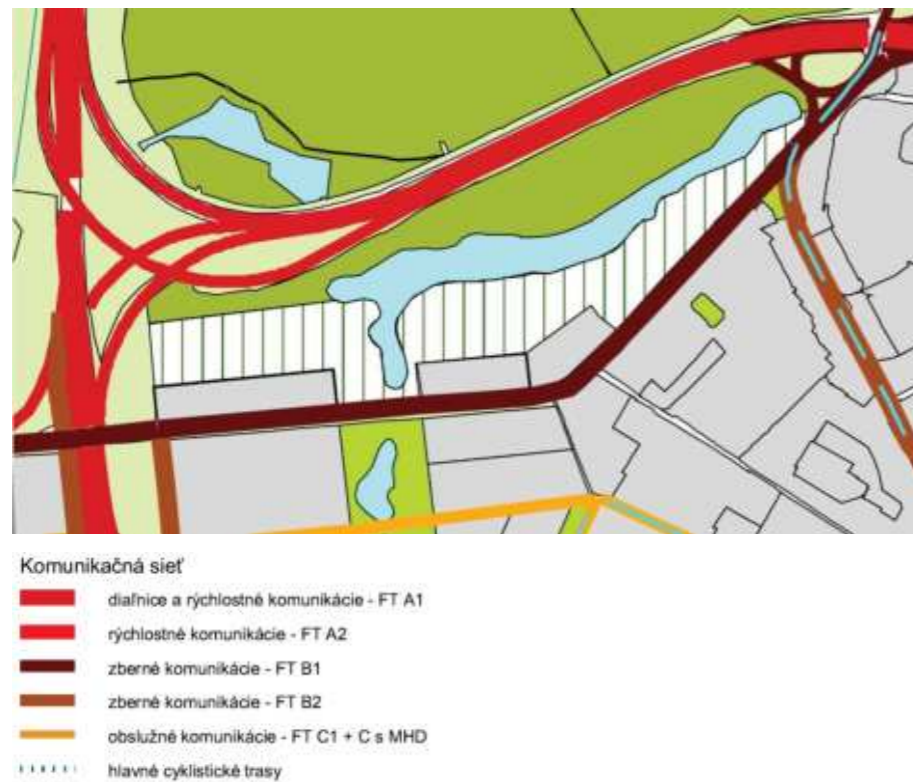 Komunikačná sieť
diaľnice a rýchlostné komunikácie - FT A1
rýchlostné komunikácie - FT A2
zberné komunikácie - FT B1
zberné komunikácie - FT B2
obslužné komunikácie - FT C1 + C s MHD
hlavné cyklistické trasy